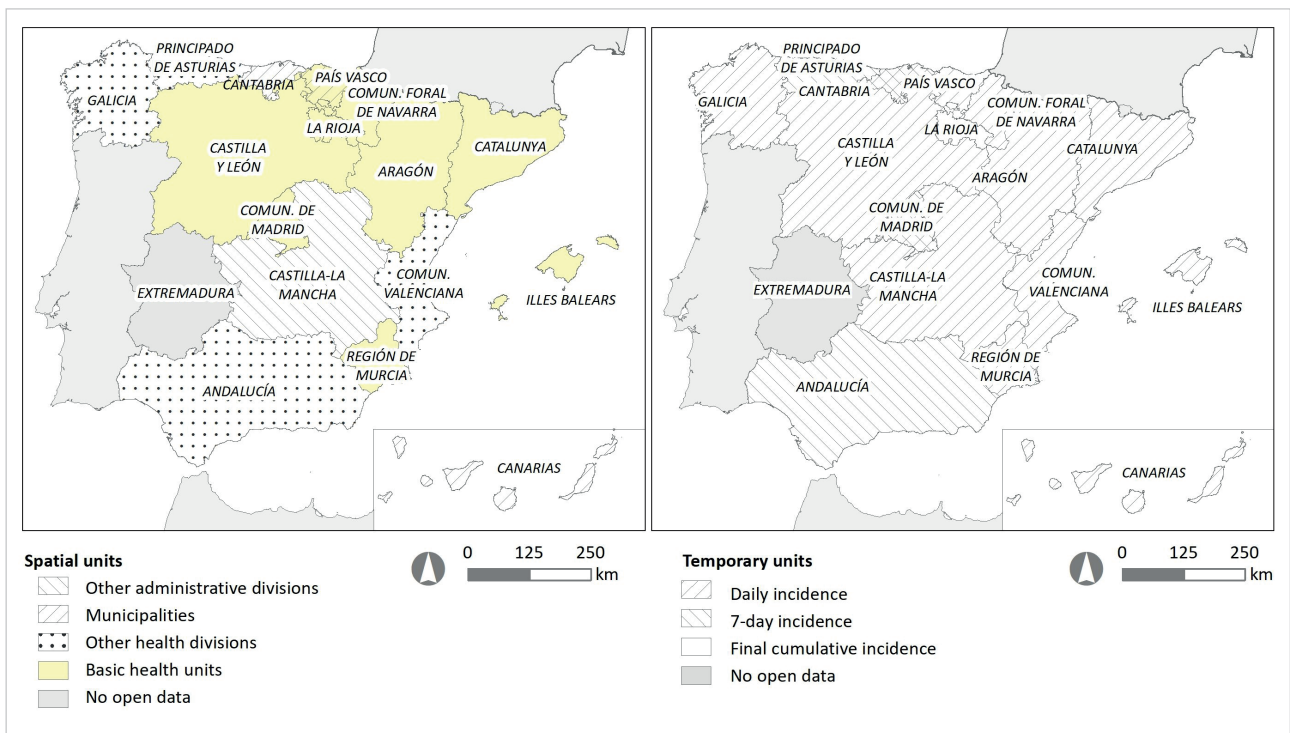 PRINCIPADO
DE ASTURIAS
CANTABRIA
PAÍS VASCO
COMUN. FORAL
DE NAVARRA
GALICIA
LA RIOJA
CATALUNYA
CASTILLA
Y LEÓN
ARAGÓN
COMUN. DE
MADRID
CASTILLA-LA
MANCHA
COMUN.
VALENCIANA
EXTREMADURA
ILLES BALEARS
REGIÓN DE
MURCIA
ANDALUCÍA
CANARIAS
PRINCIPADO
DE ASTURIAS
CANTABRIA
PAÍS VASCO
COMUN. FORAL
DE NAVARRA
GALICIA
LA RIOJA
CATALUNYA
CASTILLA
Y LEÓN
ARAGÓN
COMUN. DE
MADRID
CASTILLA-LA
MANCHA
COMUN.
VALENCIANA
EXTREMADURA
ILLES BALEARS
REGIÓN DE
MURCIA
ANDALUCÍA
CANARIAS
Spatial units
Other administrative divisions
Municipalities
Other health divisions
Basic health units
No open data
0 125 250
km
Temporary units
Daily incidence
7-day incidence
Final cumulative incidence
No open data
0 125 250
km